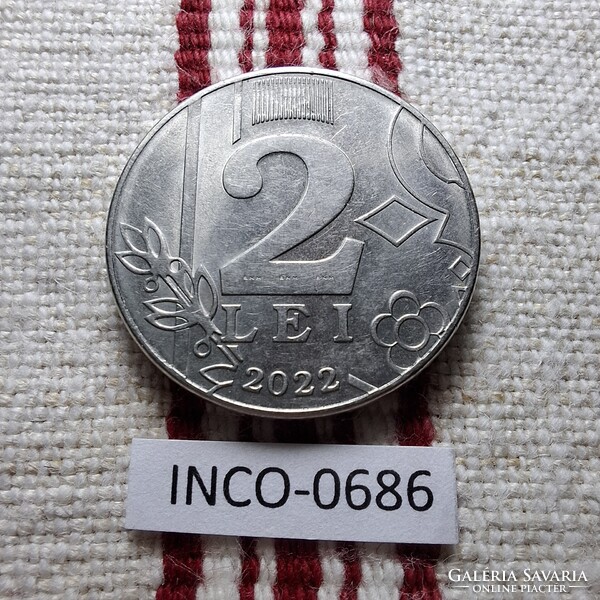 2
LEI
2022
INCO-0686
GALÉRIA SAVARIA
ONLINE PIACTÉR